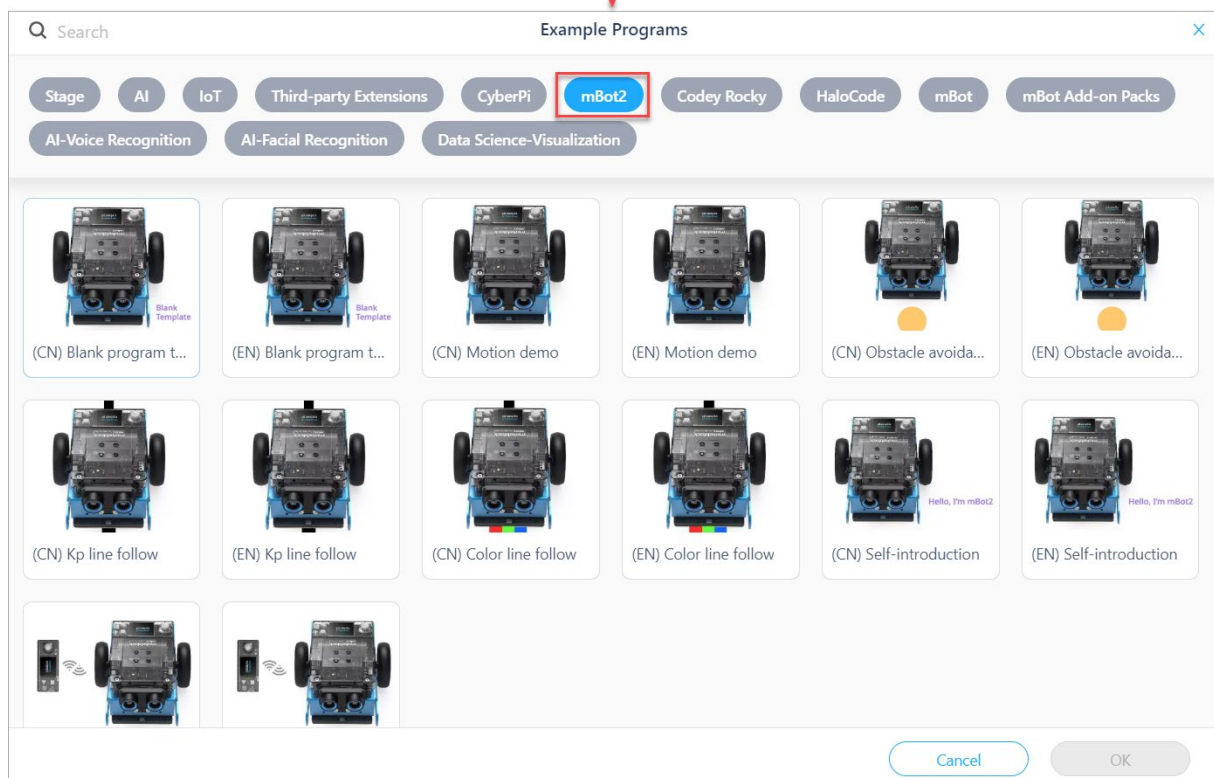 Search
Example Programs
Stage AI IoT Third-party Extensions CyberPi mBot2 Codey Rocky HaloCode mBot mBot Add-on Packs
AI-Voice Recognition AI-Facial Recognition Data Science-Visualization
Blank
Template
Blank
Template
(CN) Blank program t... (EN) Blank program t... (CN) Motion demo (EN) Motion demo (CN) Obstacle avoida... (EN) Obstacle avoida...
Hello, I'm mBot2 Hello, I'm mBot2
(CN) Kp line follow (EN) Kp line follow (CN) Color line follow (EN) Color line follow (CN) Self-introduction (EN) Self-introduction
Cancel OK